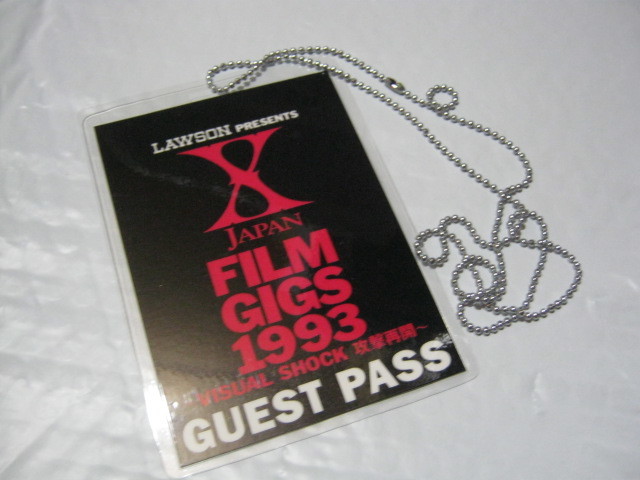 LAWSON PRESENTS
X
JAPAN
FILM
GIGS
1993
~VISUAL SHOCK 攻撃再開~
GUEST PASS